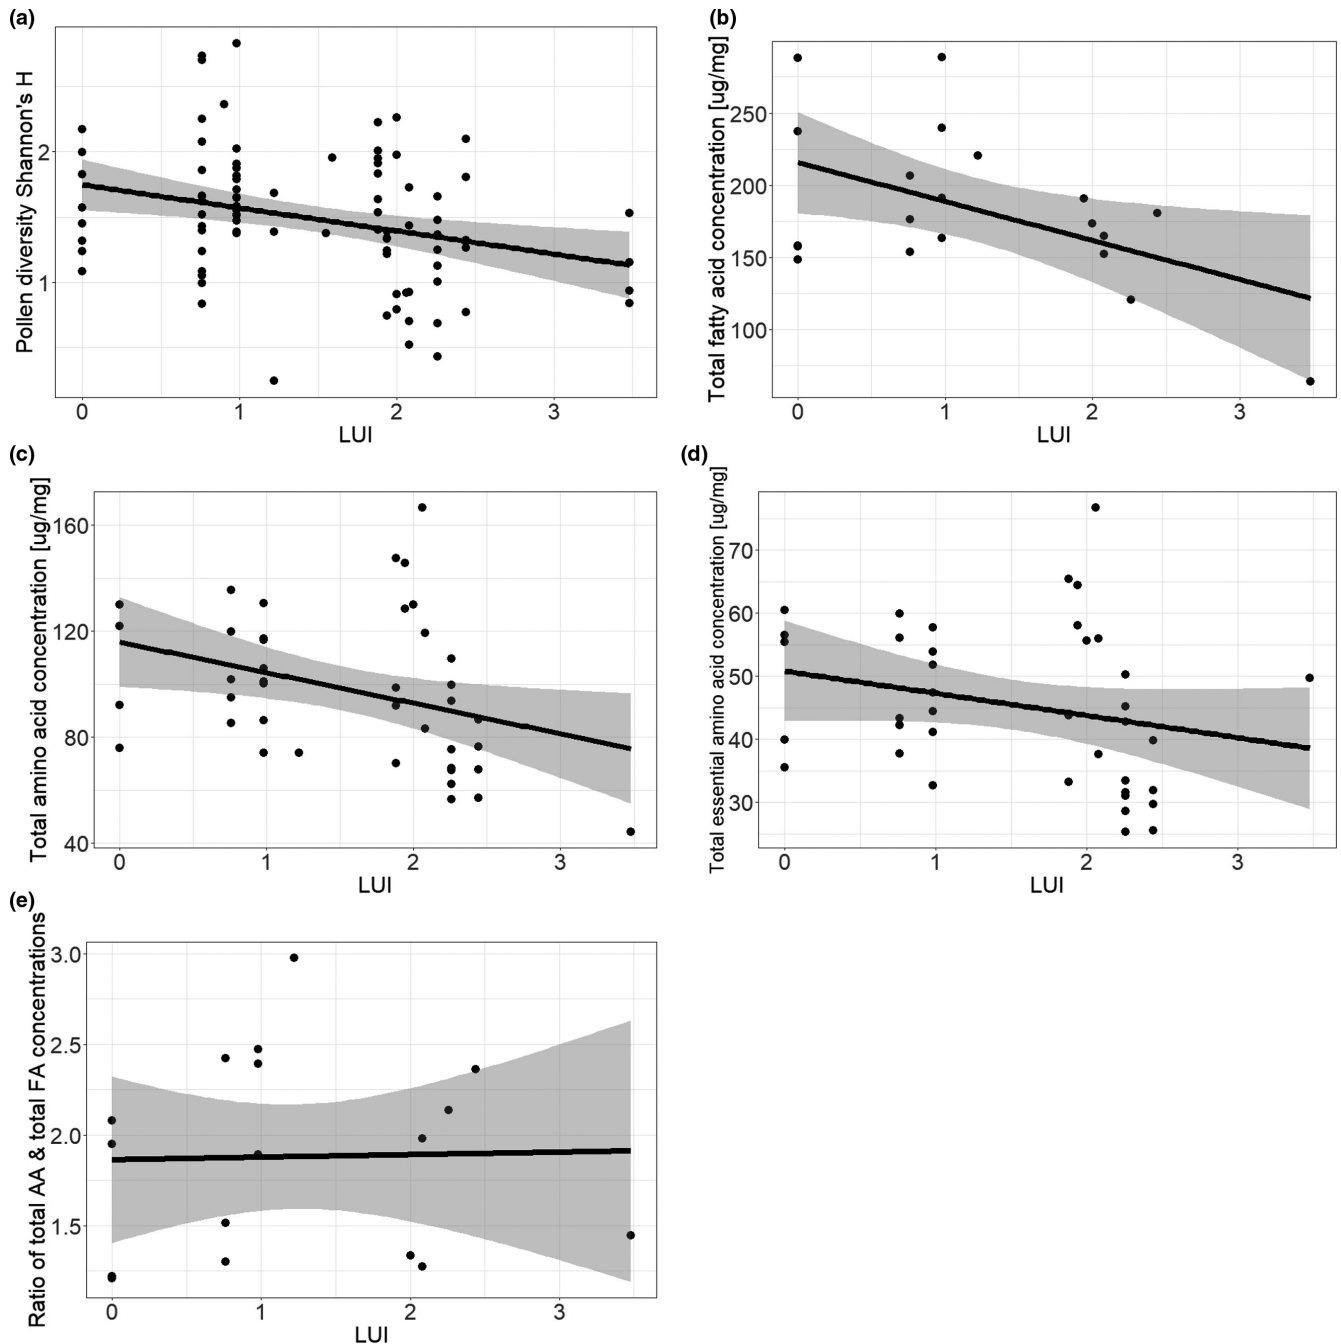 (a)
Pollen diversity Shannon's H
2
1
0 1 2 3
LUI
(b)
Total fatty acid concentration [ug/mg]
250
200
150
100
0 1 2 3
LUI
(c)
Total amino acid concentration [ug/mg]
160
120
80
40
0 1 2 3
LUI
(d)
Total essential amino acid concentration [ug/mg]
70
60
50
40
30
0 1 2 3
LUI
(e)
Ratio of total AA & total FA concentrations
3.0
2.5
2.0
1.5
0 1 2 3
LUI